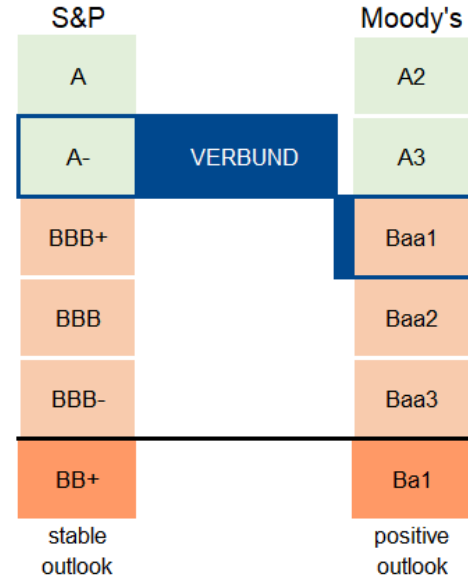 S&P Moody's
A A2
A- VERBUND A3
BBB+ Baa1
BBB Baa2
BBB- Baa3
BB+ Ba1
stable positive
outlook outlook